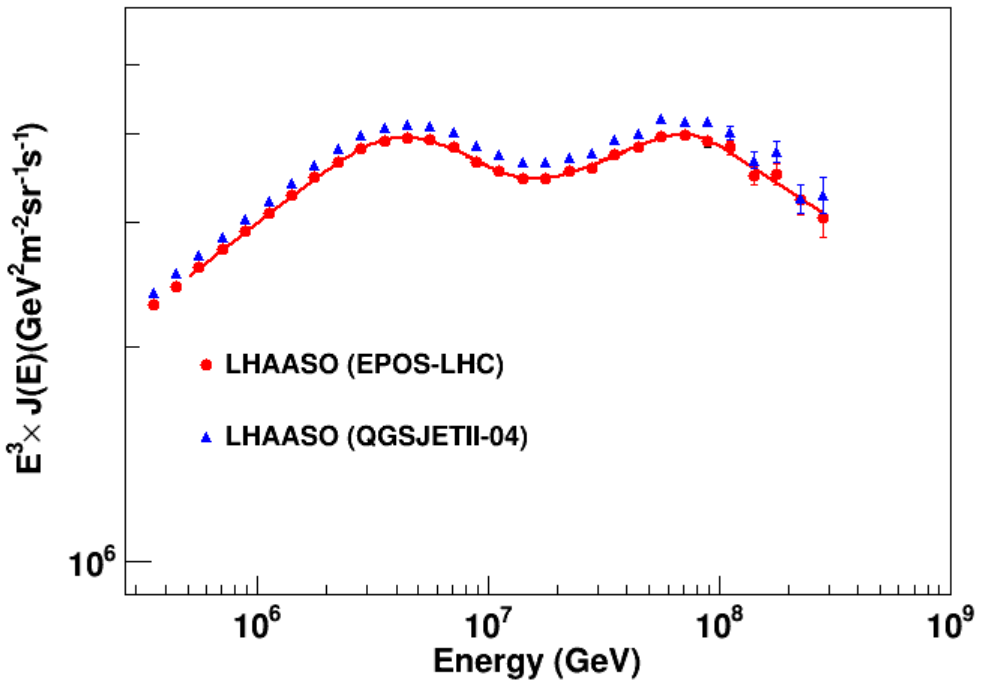 E³× J(E)(GeV²m⁻²sr⁻¹s⁻¹)
LHAASO (EPOS-LHC)
LHAASO (QGSJETII-04)
10⁶
10⁶ 10⁷ 10⁸ 10⁹
Energy (GeV)